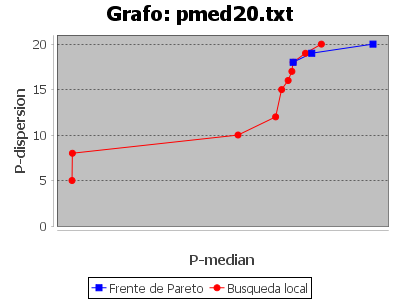 Grafo: pmed20.txt
20
15
10
5
0
P-dispersion
P-median
Frente de Pareto
Busqueda local